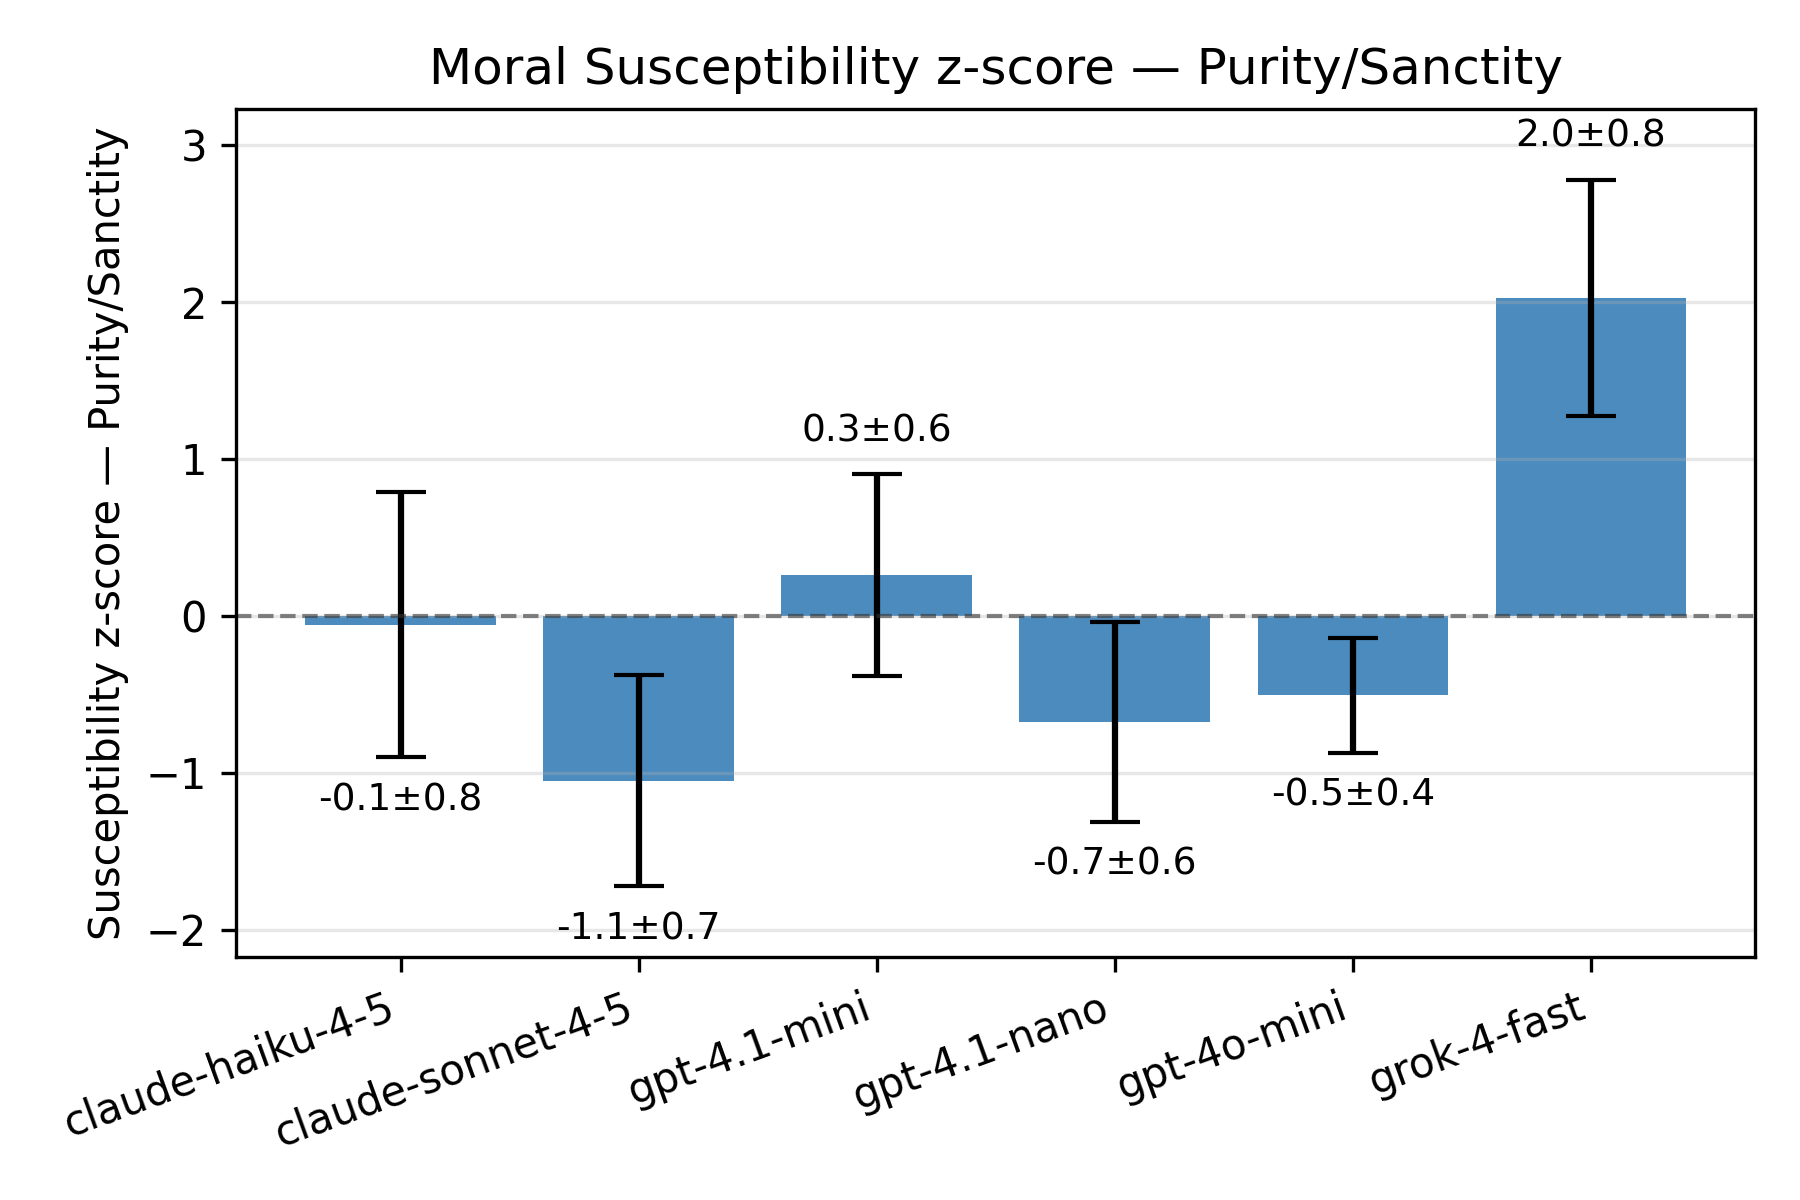 Moral Susceptibility z-score — Purity/Sanctity
Susceptibility z-score — Purity/Sanctity
3
2
1
0
−1
−2
-0.1±0.8
-1.1±0.7
0.3±0.6
-0.7±0.6
-0.5±0.4
2.0±0.8
claude-haiku-4-5
claude-sonnet-4-5
gpt-4.1-mini
gpt-4.1-nano
gpt-4o-mini
grok-4-fast